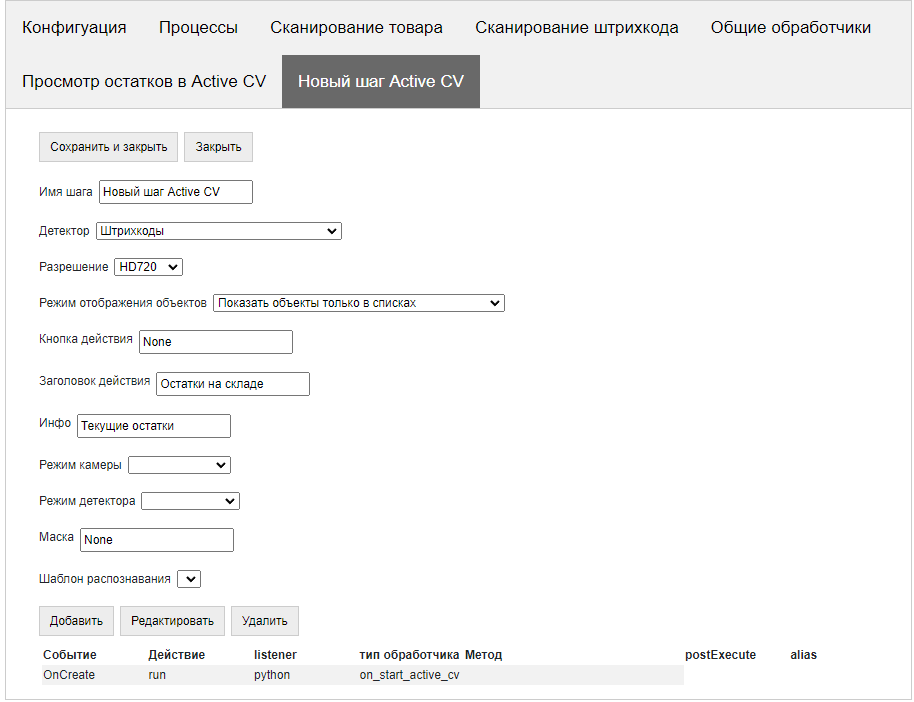 Конфигуация Процессы Сканирование товара Сканирование штрихкода Общие обработчики
Просмотр остатков в Active CV Новый шаг Active CV
Сохранить и закрыть Закрыть
Имя шага Новый шаг Active CV
Детектор Штрихкоды
Разрешение HD720
Режим отображения объектов Показать объекты только в списках
Кнопка действия None
Заголовок действия Остатки на складе
Инфо Текущие остатки
Режим камеры
Режим детектора
Маска None
Шаблон распознавания
Добавить Редактировать Удалить
Событие Действие listener тип обработчика Метод postExecute alias
OnCreate run python on_start_active_cv